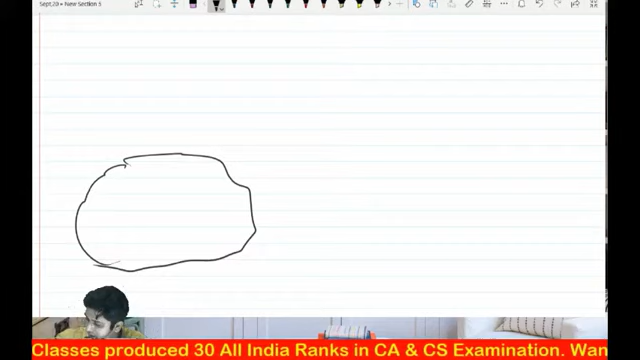 Sept.20 • New Section 5
Classes produced 30 All India Ranks in CA & CS Examination. Wan